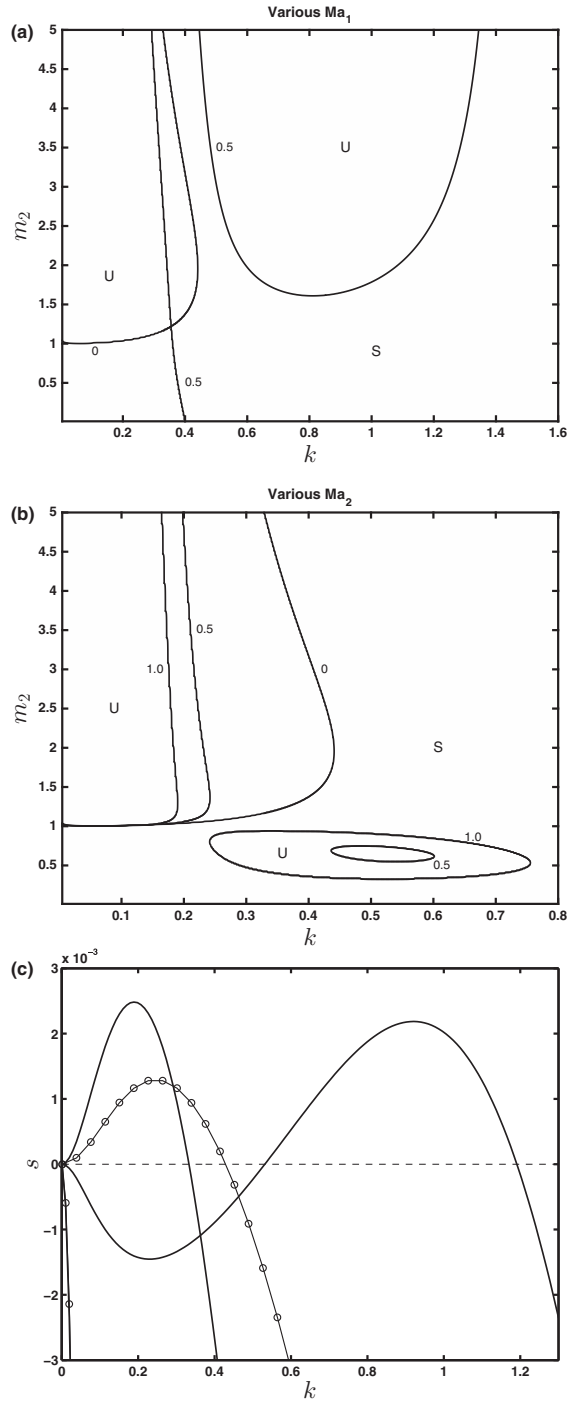 Various Ma₁
(a)
5
4.5
4
3.5
3
2.5
2
1.5
1
0.5
m₂
0.5
U
U
0
S
0.5
0.2 0.4 0.6 0.8 1 1.2 1.4 1.6
k
Various Ma₂
(b)
5
4.5
4
3.5
3
2.5
2
1.5
1
0.5
m₂
0.5
1.0
0
U
S
1.0
U
0.5
0.1 0.2 0.3 0.4 0.5 0.6 0.7 0.8
k
(c)
x 10⁻³
3
2
1
0
−1
−2
−3
s
0 0.2 0.4 0.6 0.8 1 1.2
k